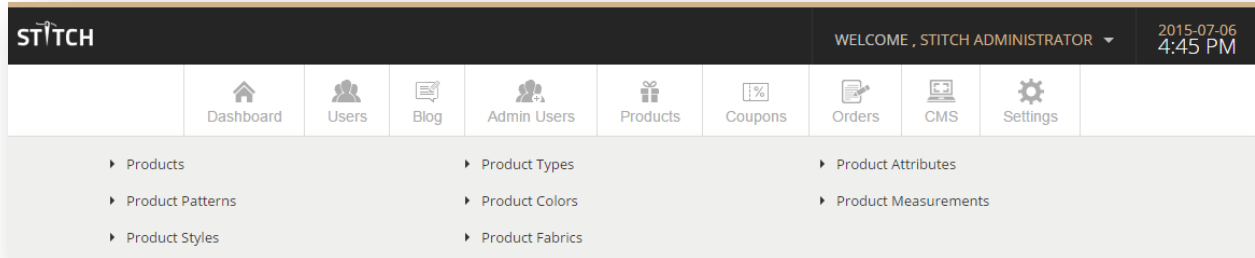 STITCH
WELCOME , STITCH ADMINISTRATOR
2015-07-06
4:45 PM
Dashboard Users Blog Admin Users Products Coupons Orders CMS Settings
Products Product Types Product Attributes
Product Patterns Product Colors Product Measurements
Product Styles Product Fabrics